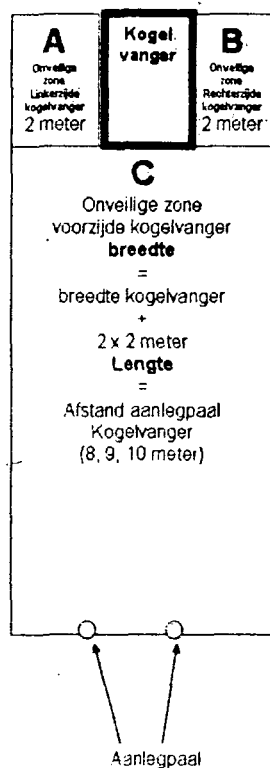 A
Onveilige
zone
Linkerzijde
kogelvanger
2 meter
Kogel
vanger
B
Onveilige
zone
Rechterzijde
kogelvanger
2 meter
C
Onveilige zone
voorzijde kogelvanger
breedte
=
breedte kogelvanger
+
2 x 2 meter
Lengte
=
Afstand aanlegpaal
Kogelvanger
(8, 9, 10 meter)
Aanlegpaal